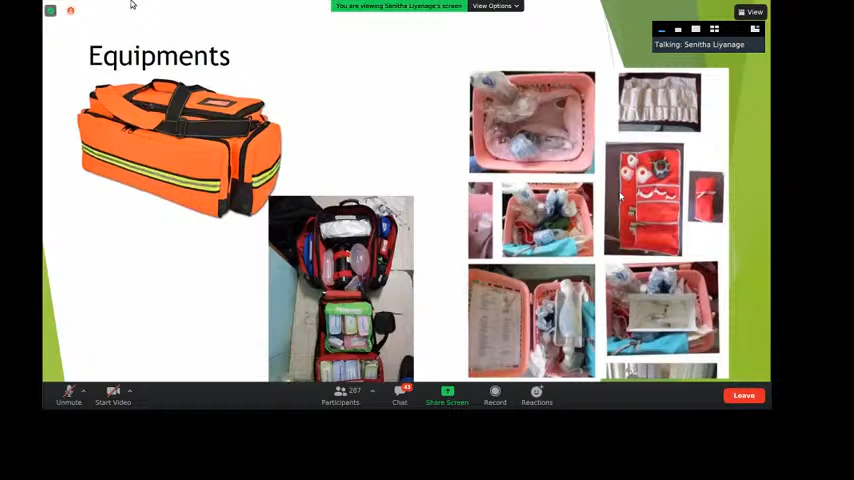 You are viewing Senitha Liyanage's screen
View Options
View
Talking: Senitha Liyanage
Equipments
Unmute
Start Video
287
Participants
43
Chat
Share Screen
Record
Reactions
Leave